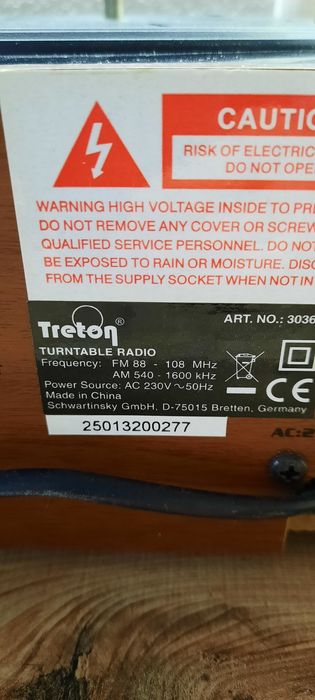 CAUTIO
RISK OF ELECTRIC
DO NOT OPE
WARNING HIGH VOLTAGE INSIDE TO PRE
DO NOT REMOVE ANY COVER OR SCREW
QUALIFIED SERVICE PERSONNEL. DO NOT
BE EXPOSED TO RAIN OR MOISTURE. DISC
FROM THE SUPPLY SOCKET WHEN NOT IN
Treton® ART. NO.: 3036
TURNTABLE RADIO
Frequency: FM 88 - 108 MHz
AM 540 - 1600 kHz
Power Source: AC 230V ~ 50Hz
Made in China
Schwartinsky GmbH, D-75015 Bretten, Germany
CE
25013200277
AC:2